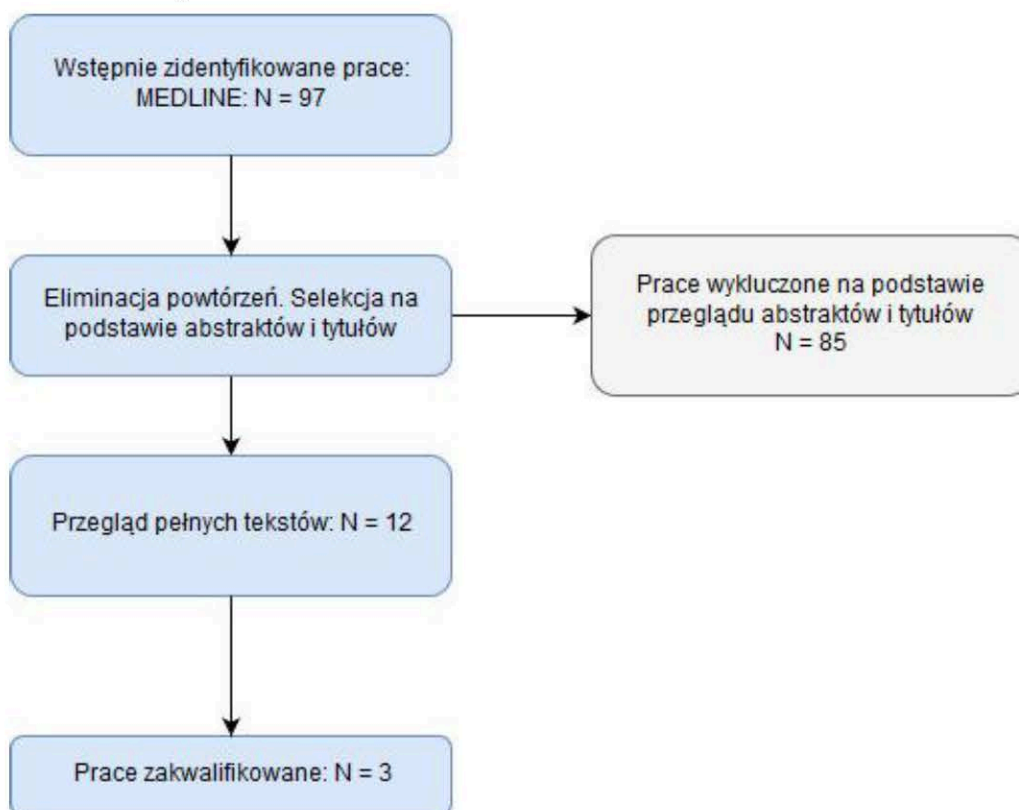 Wstępnie zidentyfikowane prace:
MEDLINE: N = 97
Eliminacja powtórzeń. Selekcja na
podstawie abstraktów i tytułów
Prace wykluczone na podstawie
przeglądu abstraktów i tytułów
N = 85
Przegląd pełnych tekstów: N = 12
Prace zakwalifikowane: N = 3